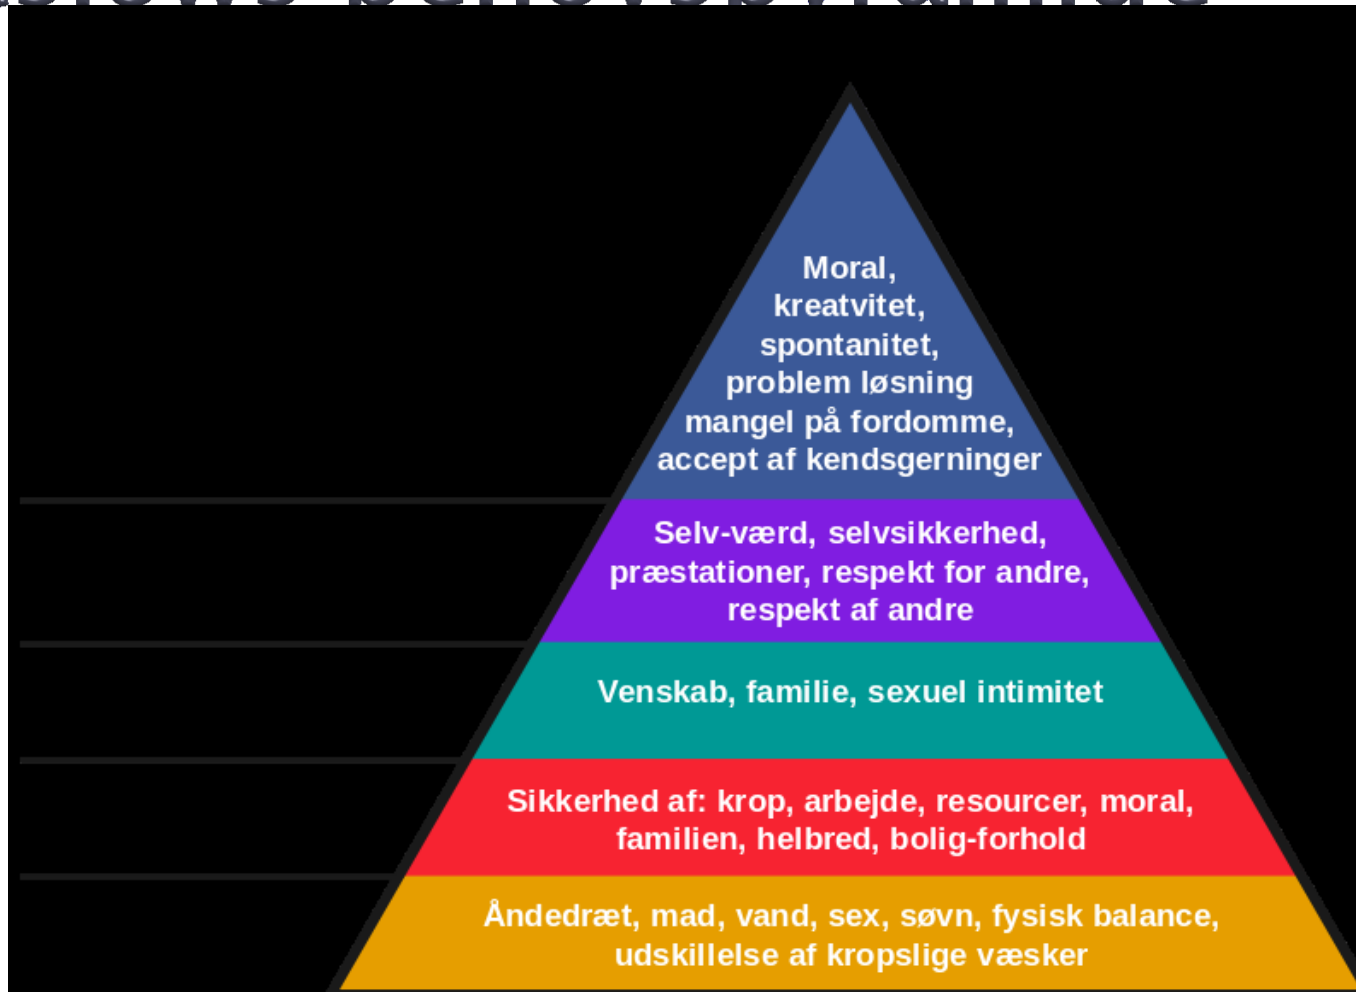 behovspyramide
Moral,
kreatvitet,
spontanitet,
problem løsning
mangel på fordomme,
accept af kendsgerninger
Selv-værd, selvsikkerhed,
præstationer, respekt for andre,
respekt af andre
Venskab, familie, sexuel intimitet
Sikkerhed af: krop, arbejde, resourcer, moral,
familien, helbred, bolig-forhold
Åndedræt, mad, vand, sex, søvn, fysisk balance,
udskillelse af kropslige væsker